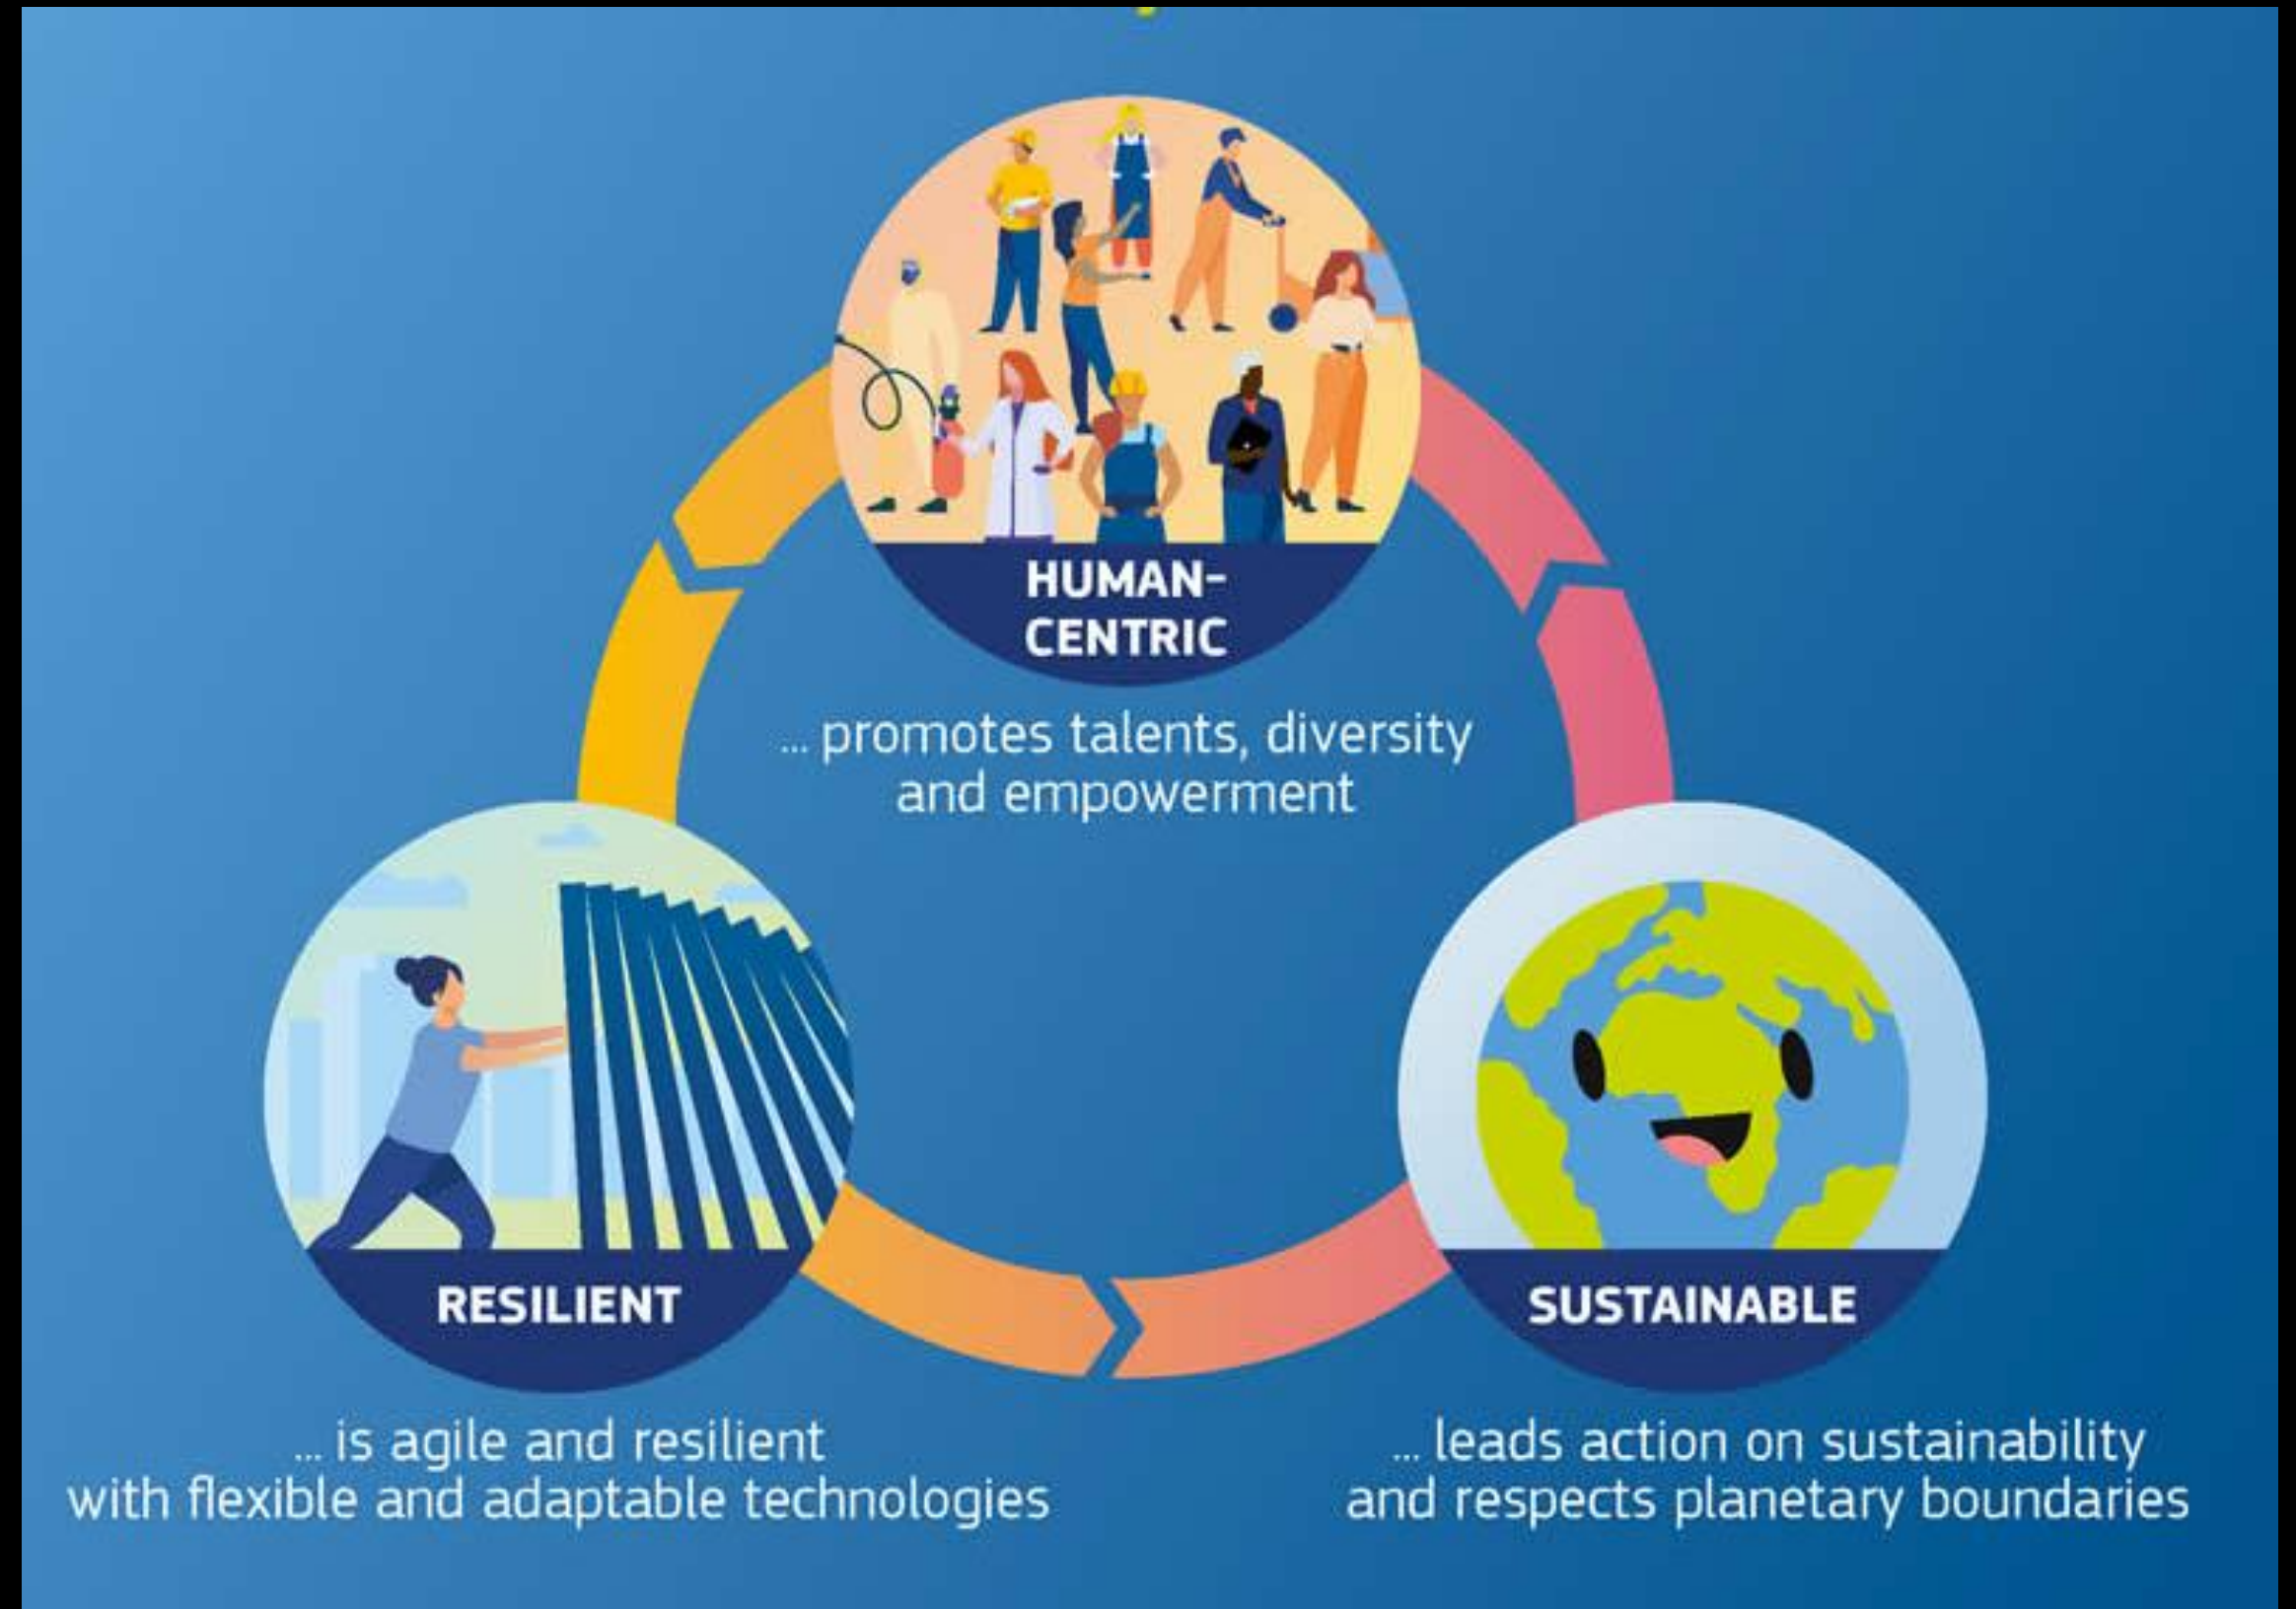 HUMAN-
CENTRIC
... promotes talents, diversity
and empowerment
RESILIENT
... is agile and resilient
with flexible and adaptable technologies
SUSTAINABLE
... leads action on sustainability
and respects planetary boundaries